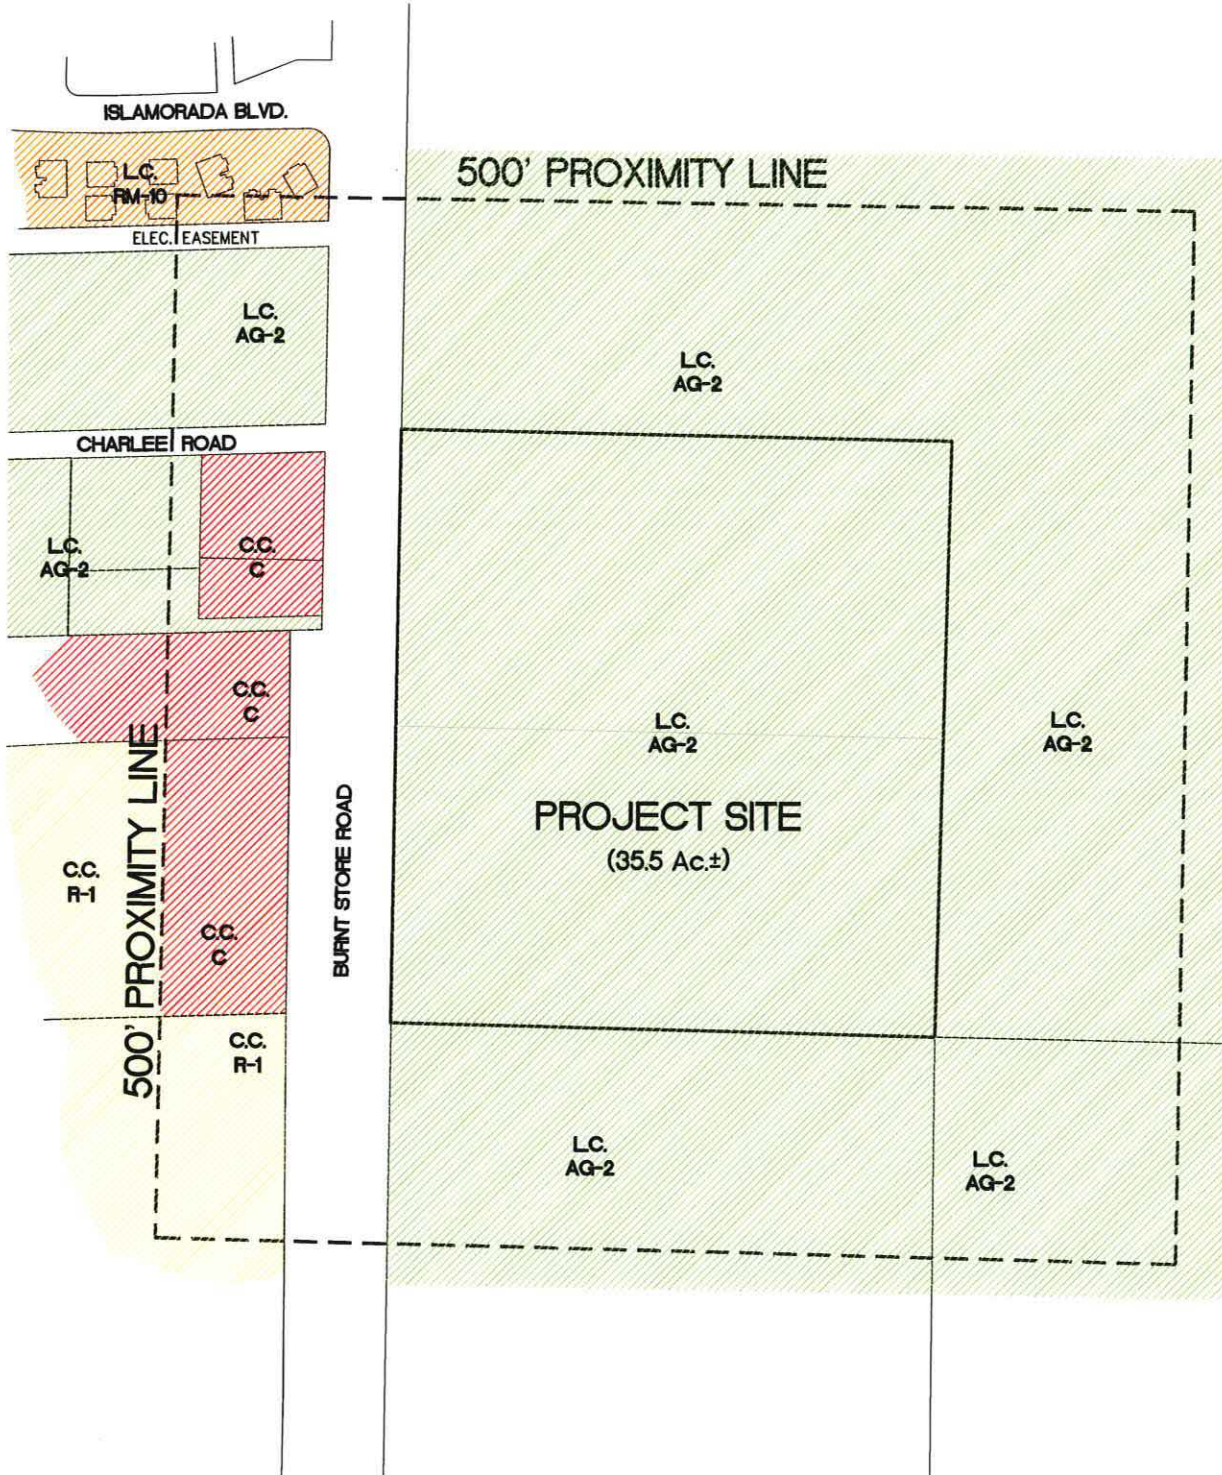 ISLAMORADA BLVD.
L.C.
RM-10
500' PROXIMITY LINE
ELEC. EASEMENT
L.C.
AG-2
L.C.
AG-2
CHARLEE ROAD
L.C.
AG-2
C.C.
C
C.C.
C
L.C.
AG-2
L.C.
AG-2
500' PROXIMITY LINE
BURNT STORE ROAD
PROJECT SITE
(35.5 Ac.±)
C.C.
R-1
C.C.
C
C.C.
R-1
L.C.
AG-2
L.C.
AG-2